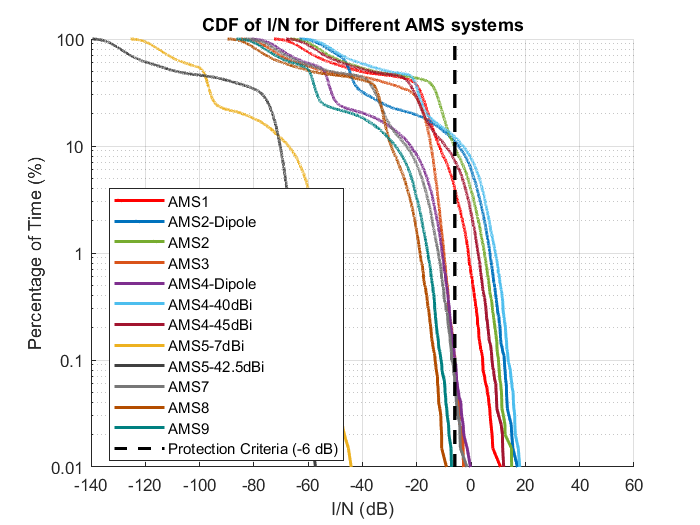 CDF of I/N for Different AMS systems
Percentage of Time (%)
100
10
1
0.1
0.01
AMS1
AMS2-Dipole
AMS2
AMS3
AMS4-Dipole
AMS4-40dBi
AMS4-45dBi
AMS5-7dBi
AMS5-42.5dBi
AMS7
AMS8
AMS9
Protection Criteria (-6 dB)
-140 -120 -100 -80 -60 -40 -20 0 20 40 60
I/N (dB)